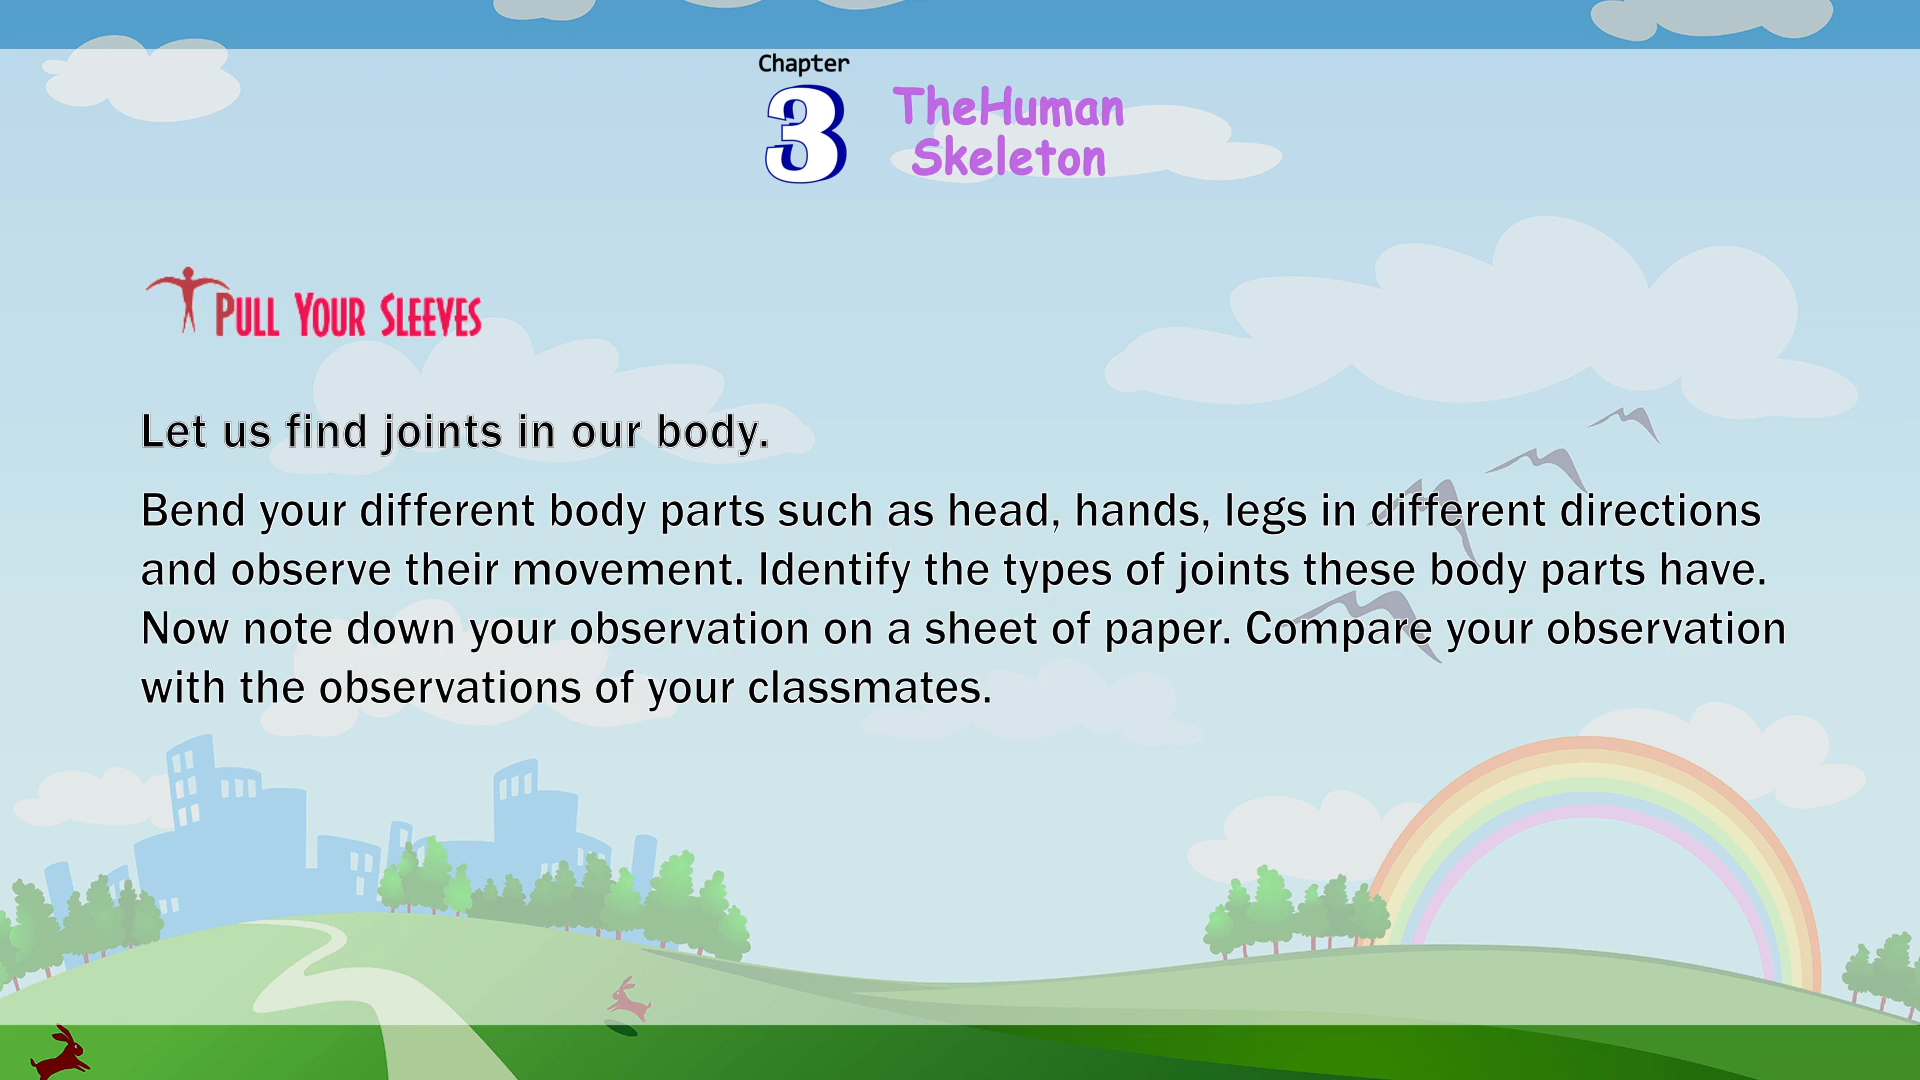 Chapter
3
TheHuman
Skeleton
PULL YOUR SLEEVES
Let us find joints in our body.
Bend your different body parts such as head, hands, legs in different directions
and observe their movement. Identify the types of joints these body parts have.
Now note down your observation on a sheet of paper. Compare your observation
with the observations of your classmates.